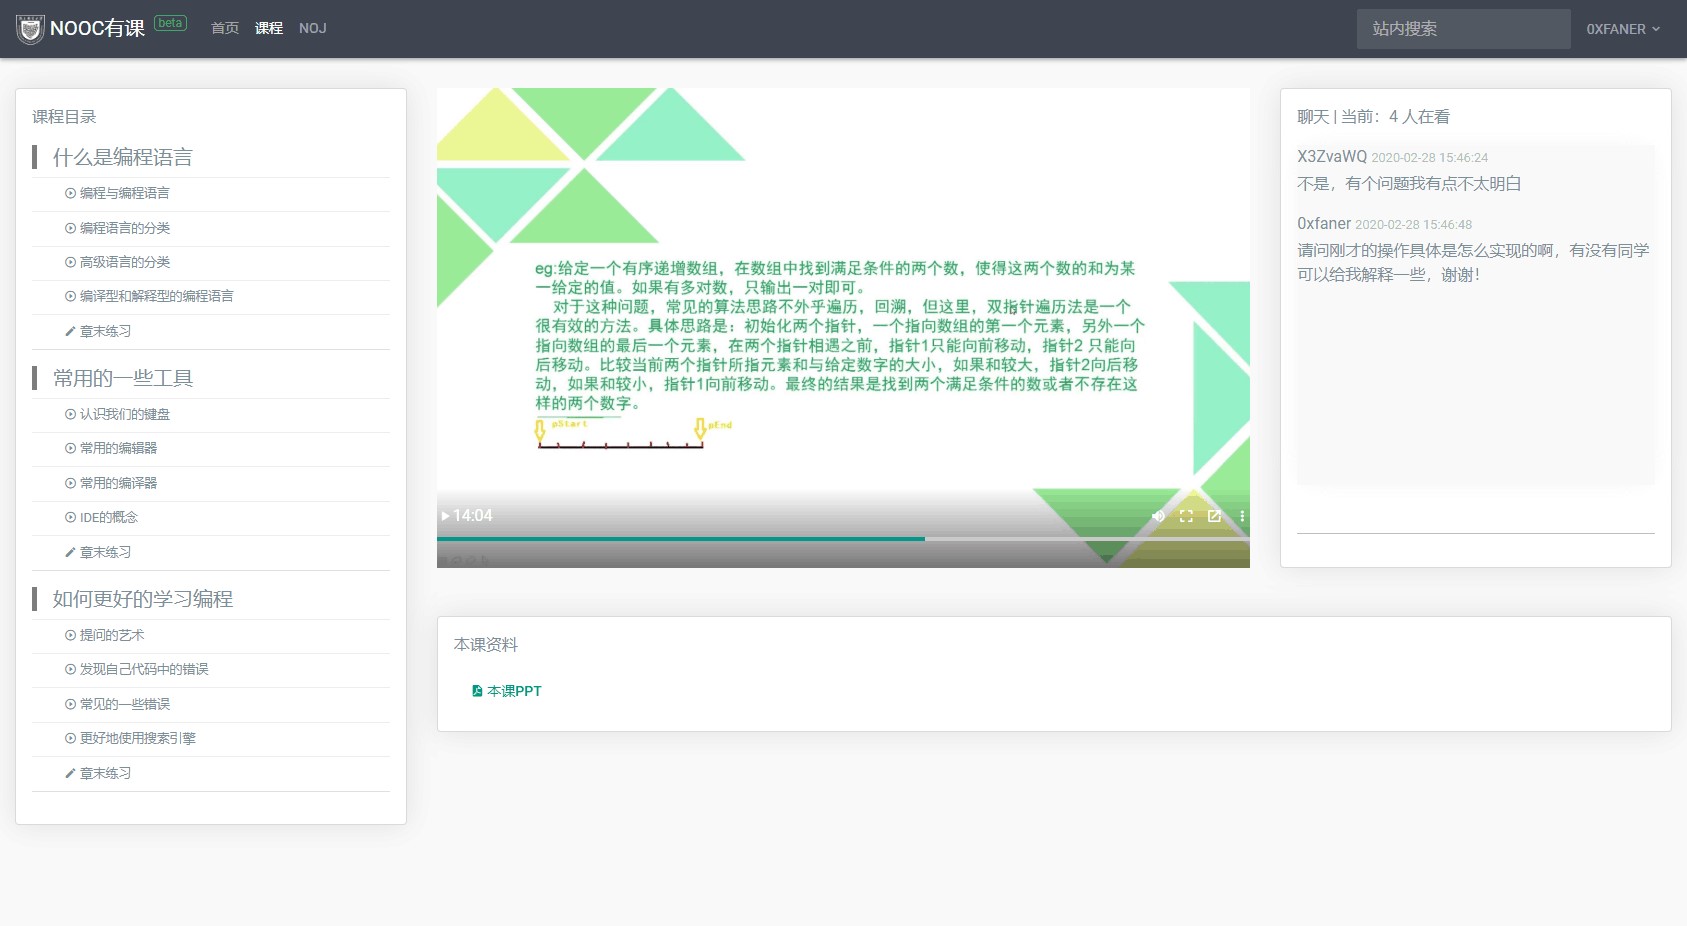 NOOC有课 beta 首页 课程 NOJ 站内搜索 0XFANER
课程目录
什么是编程语言
编程与编程语言
编程语言的分类
高级语言的分类
编译型和解释型的编程语言
章末练习
常用的一些工具
认识我们的键盘
常用的编辑器
常用的编译器
IDE的概念
章末练习
如何更好的学习编程
提问的艺术
发现自己代码中的错误
常见的一些错误
更好地使用搜索引擎
章末练习
eg:给定一个有序递增数组，在数组中找到满足条件的两个数，使得这两个数的和为某
一给定的值。如果有多对数，只输出一对即可。
对于这种问题，常见的算法思路不外乎遍历，回溯，但这里，双指针遍历法是一个
很有效的方法。具体思路是：初始化两个指针，一个指向数组的第一个元素，另外一个
指向数组的最后一个元素，在两个指针相遇之前，指针1只能向前移动，指针2 只能向
后移动。比较当前两个指针所指元素和与给定数字的大小，如果和较大，指针2向后移
动，如果和较小，指针1向前移动。最终的结果是找到两个满足条件的数或者不存在这
样的两个数字。
pStart pEnd
14:04
聊天 | 当前：4 人在看
X3ZvaWQ 2020-02-28 15:46:24
不是，有个问题我有点不太明白
0xfaner 2020-02-28 15:46:48
请问刚才的操作具体是怎么实现的啊，有没有同学
可以给我解释一些，谢谢！
本课资料
本课PPT